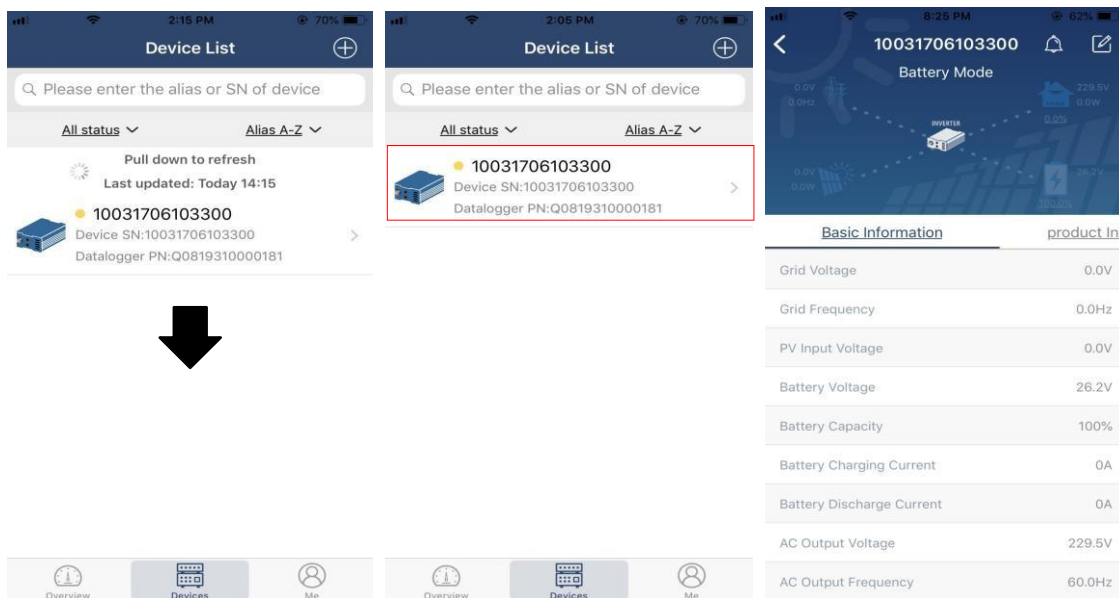 2:15 PM
70%
Device List
Please enter the alias or SN of device
All status
Alias A-Z
Pull down to refresh
Last updated: Today 14:15
10031706103300
Device SN:10031706103300
Datalogger PN:Q0819310000181
Overview
Devices
Me
2:05 PM
70%
Device List
Please enter the alias or SN of device
All status
Alias A-Z
10031706103300
Device SN:10031706103300
Datalogger PN:Q0819310000181
Overview
Devices
Me
8:25 PM
62%
10031706103300
Battery Mode
0.0V
0.0Hz
229.5V
0.0W
0.0%
INVERTER
0.0V
0.0W
26.2V
100.0%
Basic Information
product In
Grid Voltage 0.0V
Grid Frequency 0.0Hz
PV Input Voltage 0.0V
Battery Voltage 26.2V
Battery Capacity 100%
Battery Charging Current 0A
Battery Discharge Current 0A
AC Output Voltage 229.5V
AC Output Frequency 60.0Hz